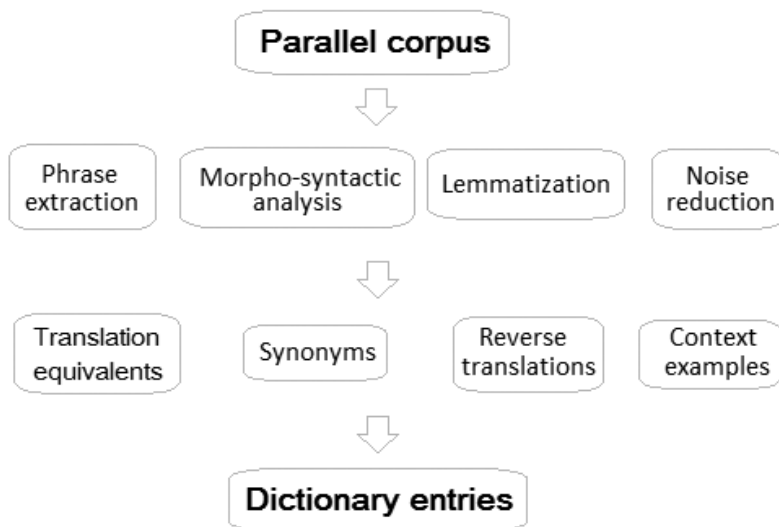 Parallel corpus
Phrase
extraction
Morpho-syntactic
analysis
Lemmatization
Noise
reduction
Translation
equivalents
Synonyms
Reverse
translations
Context
examples
Dictionary entries